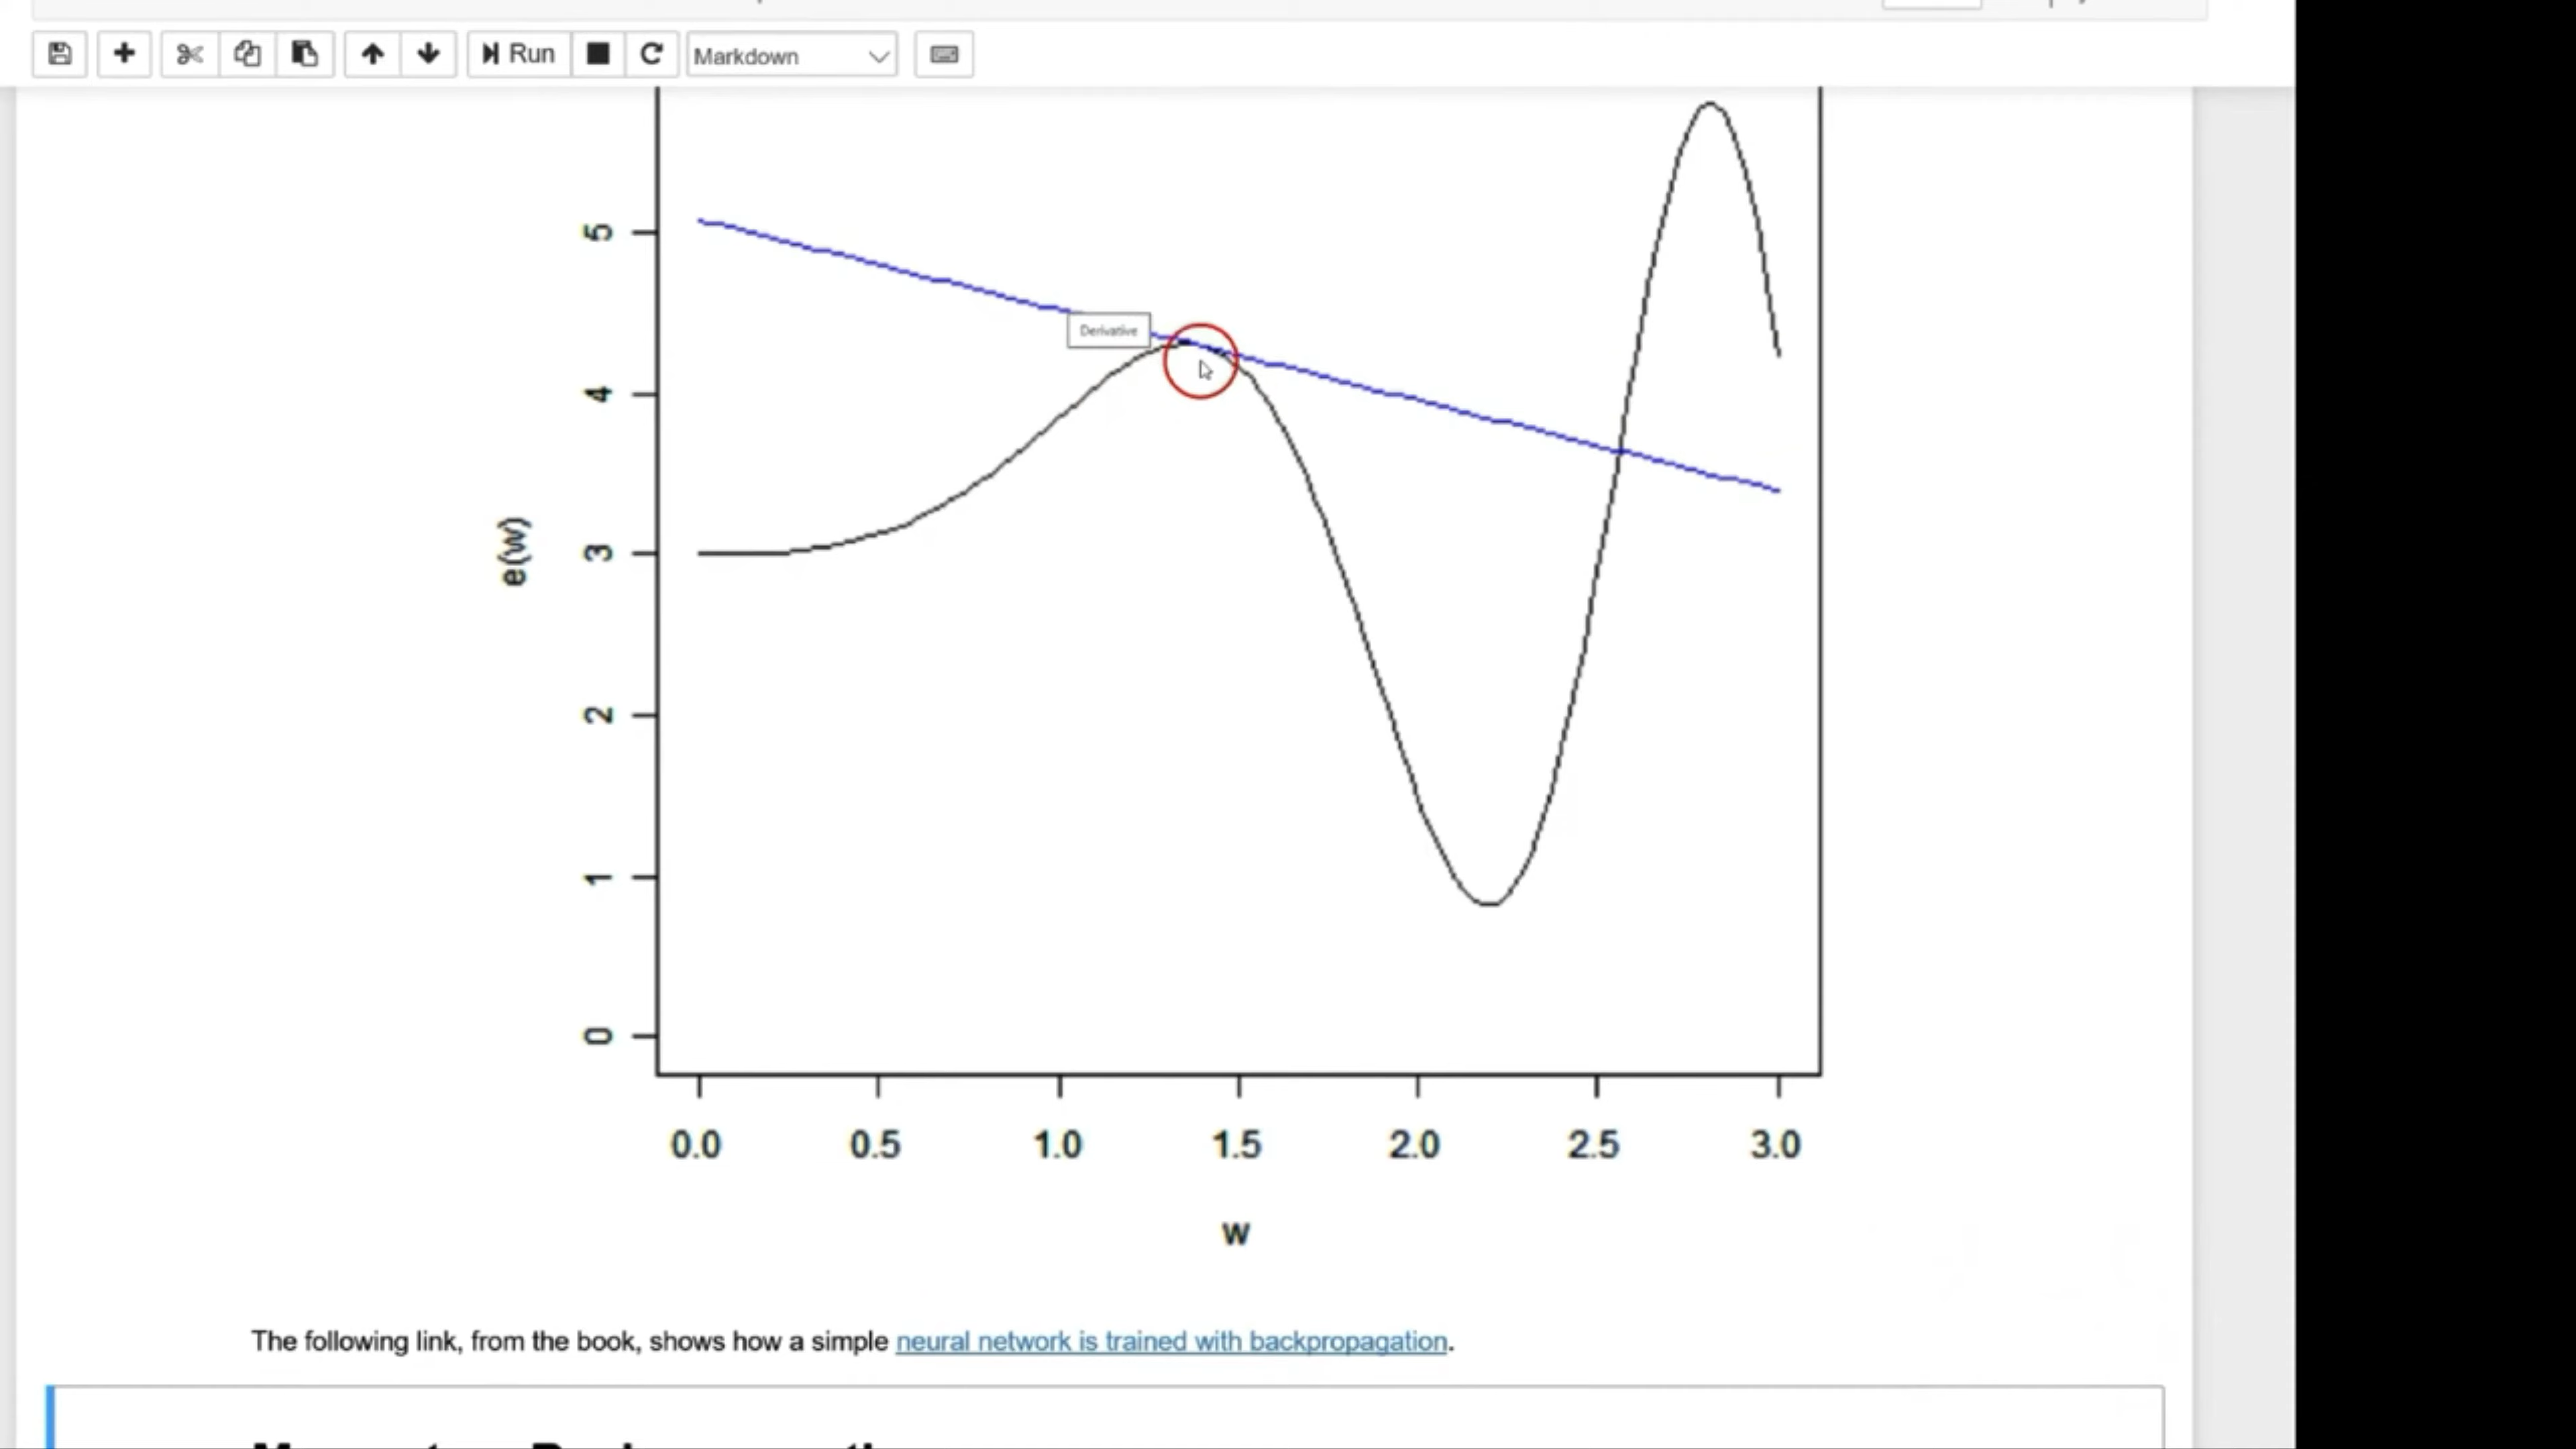 Run
Markdown
5
4
3
2
1
0
e(w)
Derivative
0.0 0.5 1.0 1.5 2.0 2.5 3.0
w
The following link, from the book, shows how a simple neural network is trained with backpropagation.